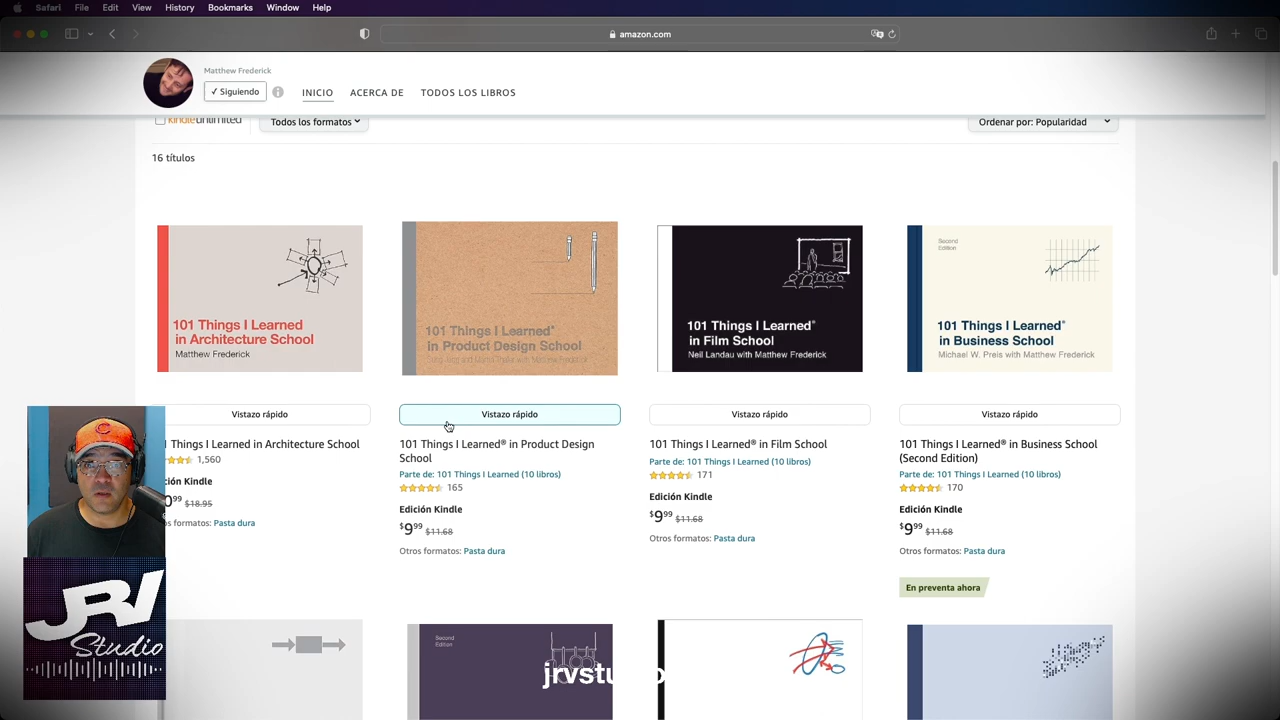 Safari File Edit View History Bookmarks Window Help
amazon.com
Matthew Frederick
✓ Siguiendo
INICIO ACERCA DE TODOS LOS LIBROS
kindleunlimited
Todos los formatos
Ordenar por: Popularidad
16 títulos
101 Things I Learned
in Architecture School
Matthew Frederick
101 Things I Learned®
in Product Design School
101 Things I Learned®
in Film School
Neil Landau with Matthew Frederick
Second
Edition
101 Things I Learned®
in Business School
Michael W. Preis with Matthew Frederick
Vistazo rápido
Things I Learned in Architecture School
1,560
$18.95
os formatos: Pasta dura
Vistazo rápido
101 Things I Learned® in Product Design
School
Parte de: 101 Things I Learned (10 libros)
165
Edición Kindle
$9.99 $11.68
Otros formatos: Pasta dura
Vistazo rápido
101 Things I Learned® in Film School
Parte de: 101 Things I Learned (10 libros)
171
Edición Kindle
$9.99 $11.68
Otros formatos: Pasta dura
Vistazo rápido
101 Things I Learned® in Business School
(Second Edition)
Parte de: 101 Things I Learned (10 libros)
170
Edición Kindle
$9.99 $11.68
Otros formatos: Pasta dura
En preventa ahora
JRV
Studio
Second
Edition
jrvstu